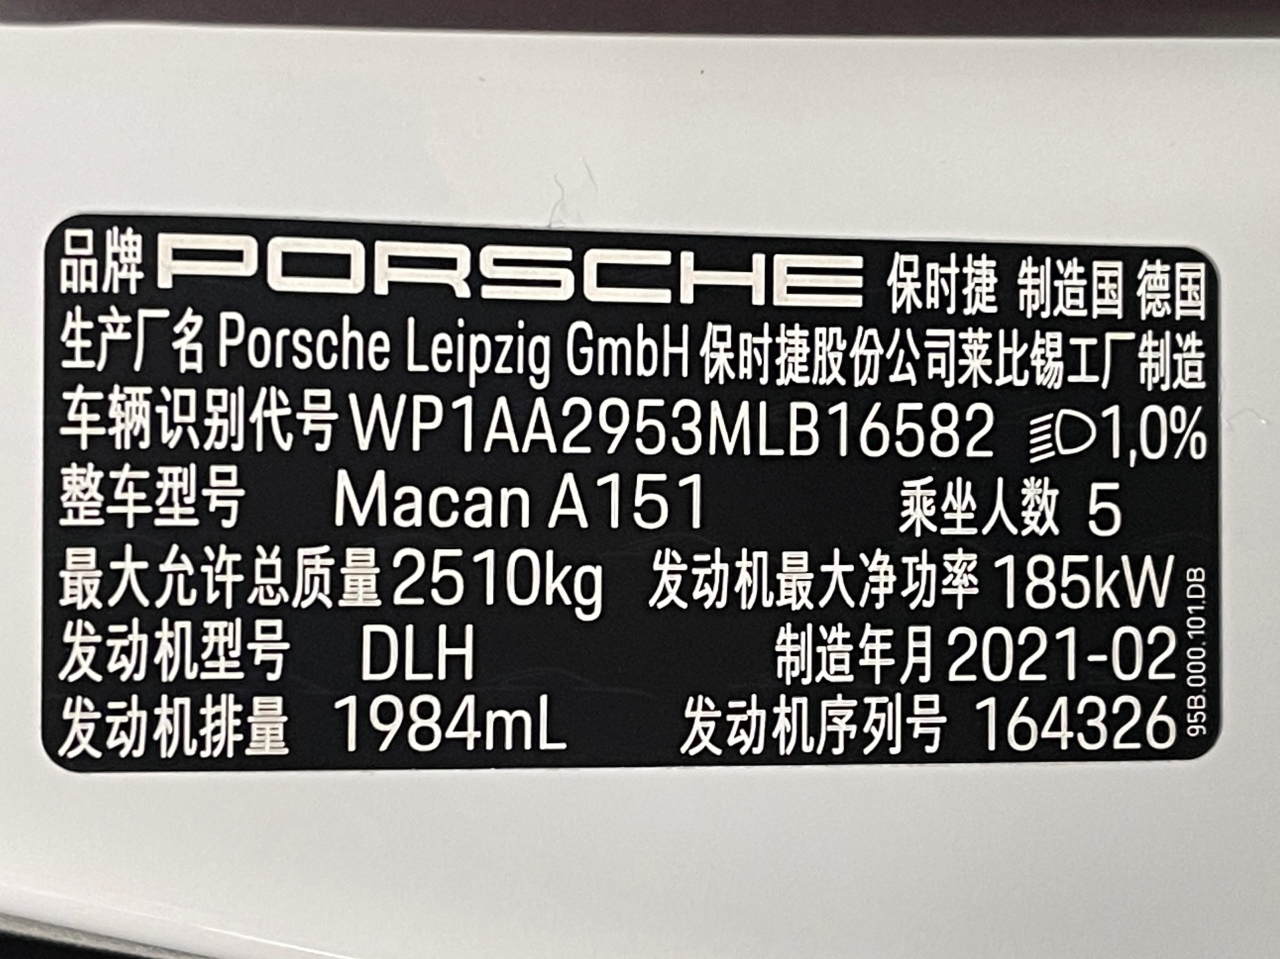 品牌 PORSCHE 保时捷 制造国 德国
生产厂名 Porsche Leipzig GmbH 保时捷股份公司莱比锡工厂制造
车辆识别代号 WP1AA2953MLB16582 1,0%
整车型号 Macan A151 乘坐人数 5
最大允许总质量 2510kg 发动机最大净功率 185kW
发动机型号 DLH 制造年月 2021-02
发动机排量 1984mL 发动机序列号 164326
95B.000.101.DB